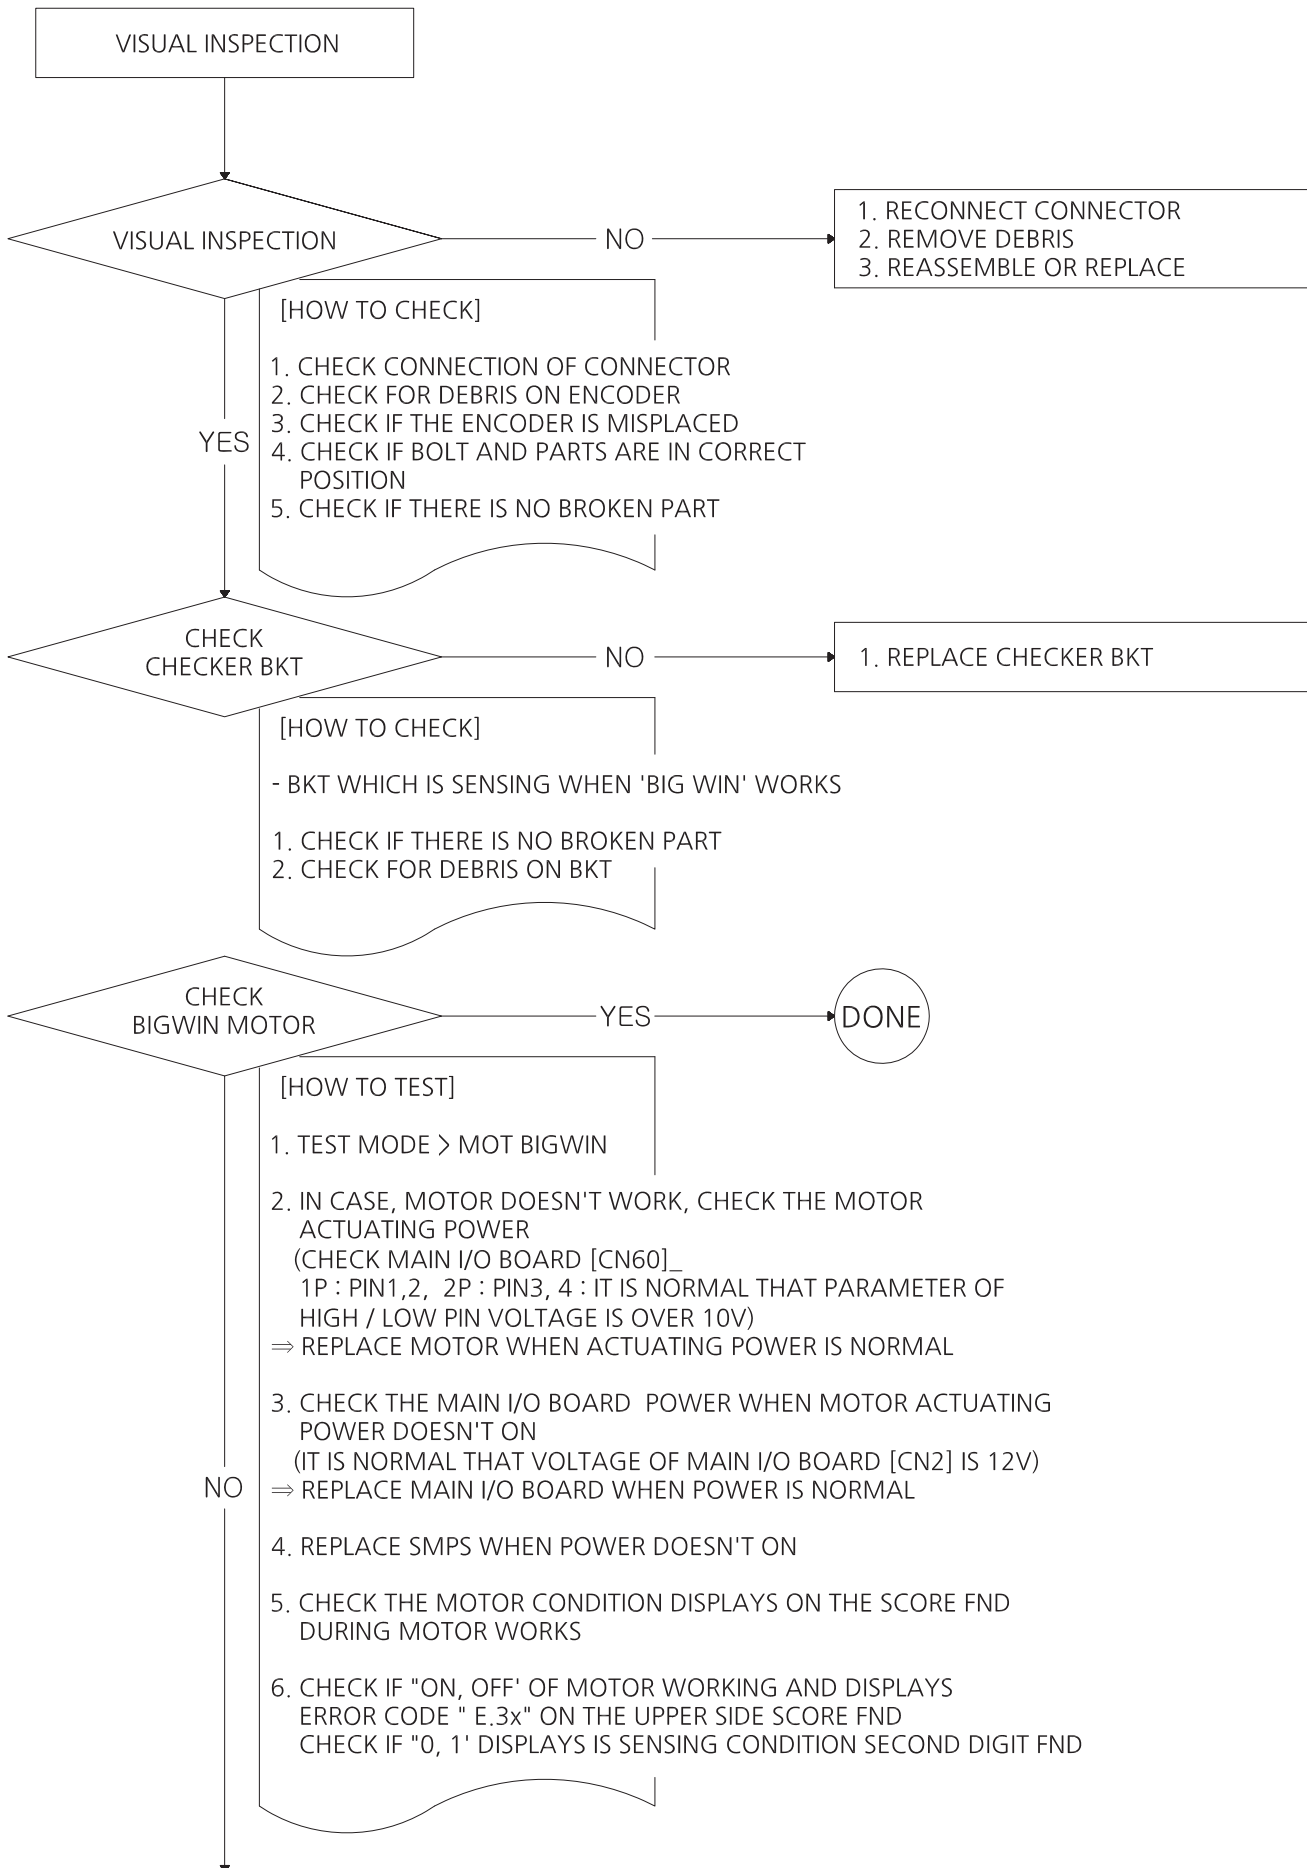 VISUAL INSPECTION
VISUAL INSPECTION
NO
1. RECONNECT CONNECTOR
2. REMOVE DEBRIS
3. REASSEMBLE OR REPLACE
[HOW TO CHECK]
1. CHECK CONNECTION OF CONNECTOR
2. CHECK FOR DEBRIS ON ENCODER
3. CHECK IF THE ENCODER IS MISPLACED
4. CHECK IF BOLT AND PARTS ARE IN CORRECT
POSITION
5. CHECK IF THERE IS NO BROKEN PART
YES
CHECK
CHECKER BKT
NO
1. REPLACE CHECKER BKT
[HOW TO CHECK]
- BKT WHICH IS SENSING WHEN 'BIG WIN' WORKS
1. CHECK IF THERE IS NO BROKEN PART
2. CHECK FOR DEBRIS ON BKT
CHECK
BIGWIN MOTOR
YES
DONE
[HOW TO TEST]
1. TEST MODE > MOT BIGWIN
2. IN CASE, MOTOR DOESN'T WORK, CHECK THE MOTOR
ACTUATING POWER
(CHECK MAIN I/O BOARD [CN60]_
1P : PIN1,2,  2P : PIN3, 4 : IT IS NORMAL THAT PARAMETER OF
HIGH / LOW PIN VOLTAGE IS OVER 10V)
⇒ REPLACE MOTOR WHEN ACTUATING POWER IS NORMAL
3. CHECK THE MAIN I/O BOARD  POWER WHEN MOTOR ACTUATING
POWER DOESN'T ON
(IT IS NORMAL THAT VOLTAGE OF MAIN I/O BOARD [CN2] IS 12V)
⇒ REPLACE MAIN I/O BOARD WHEN POWER IS NORMAL
4. REPLACE SMPS WHEN POWER DOESN'T ON
5. CHECK THE MOTOR CONDITION DISPLAYS ON THE SCORE FND
DURING MOTOR WORKS
6. CHECK IF "ON, OFF' OF MOTOR WORKING AND DISPLAYS
ERROR CODE " E.3x" ON THE UPPER SIDE SCORE FND
CHECK IF "0, 1' DISPLAYS IS SENSING CONDITION SECOND DIGIT FND
NO